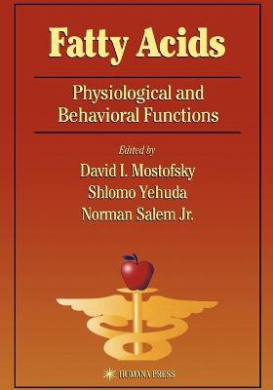 Fatty Acids
Physiological and
Behavioral Functions
Edited by
David I. Mostofsky
Shlomo Yehuda
Norman Salem Jr.
HUMANA PRESS